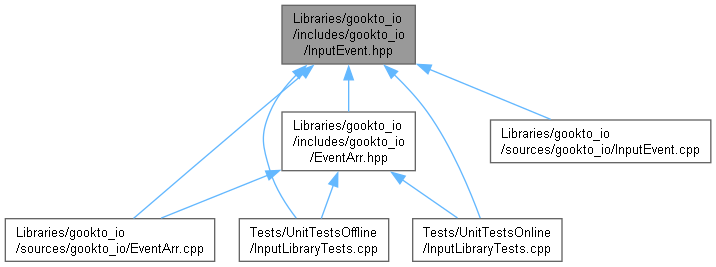 Libraries/gookto_io
/includes/gookto_io
/InputEvent.hpp
Libraries/gookto_io
/includes/gookto_io
/EventArr.hpp
Libraries/gookto_io
/sources/gookto_io/InputEvent.cpp
Libraries/gookto_io
/sources/gookto_io/EventArr.cpp
Tests/UnitTestsOffline
/InputLibraryTests.cpp
Tests/UnitTestsOnline
/InputLibraryTests.cpp